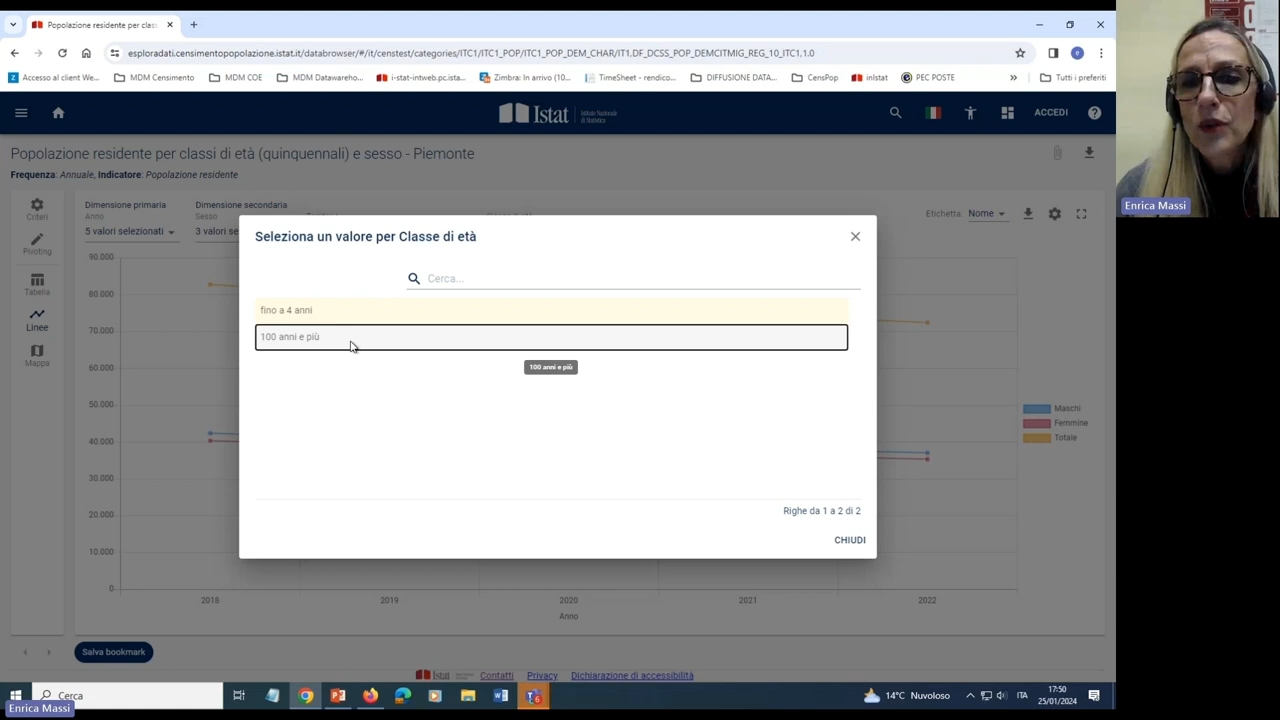 Popolazione residente per clas
esploradati.censimentopopolazione.istat.it/databrowser/#/it/censtest/categories/ITC1/ITC1_POP/ITC1_POP_DEM_CHAR/IT1,DF_DCSS_POP_DEMCITMIG_REG_10_ITC1,1.0
e
Accesso al client We...
MDM Censimento
MDM COE
MDM Datawareho...
i-stat-intweb.pc.ista...
Zimbra: In arrivo (10...
TimeSheet - rendico...
DIFFUSIONE DATA...
CensPop
inIstat
PEC POSTE
»
Tutti i preferiti
Istat
Istituto Nazionale
di Statistica
ACCEDI
Popolazione residente per classi di età (quinquennali) e sesso - Piemonte
Frequenza: Annuale, Indicatore: Popolazione residente
Criteri
Pivoting
Tabella
Linee
Mappa
Dimensione primaria
Anno
5 valori selezionati
Dimensione secondaria
Sesso
3 valori se
Etichetta: Nome
Seleziona un valore per Classe di età
Cerca...
fino a 4 anni
100 anni e più
100 anni e più
Righe da 1 a 2 di 2
CHIUDI
90.000
80.000
70.000
60.000
50.000
40.000
30.000
20.000
10.000
0
2018
2019
2020
2021
2022
Anno
Maschi
Femmine
Totale
Salva bookmark
Istat
Contatti
Privacy
Dichiarazione di accessibilità
Cerca
14°C Nuvoloso
ITA
17:50
25/01/2024
Enrica Massi
Enrica Massi